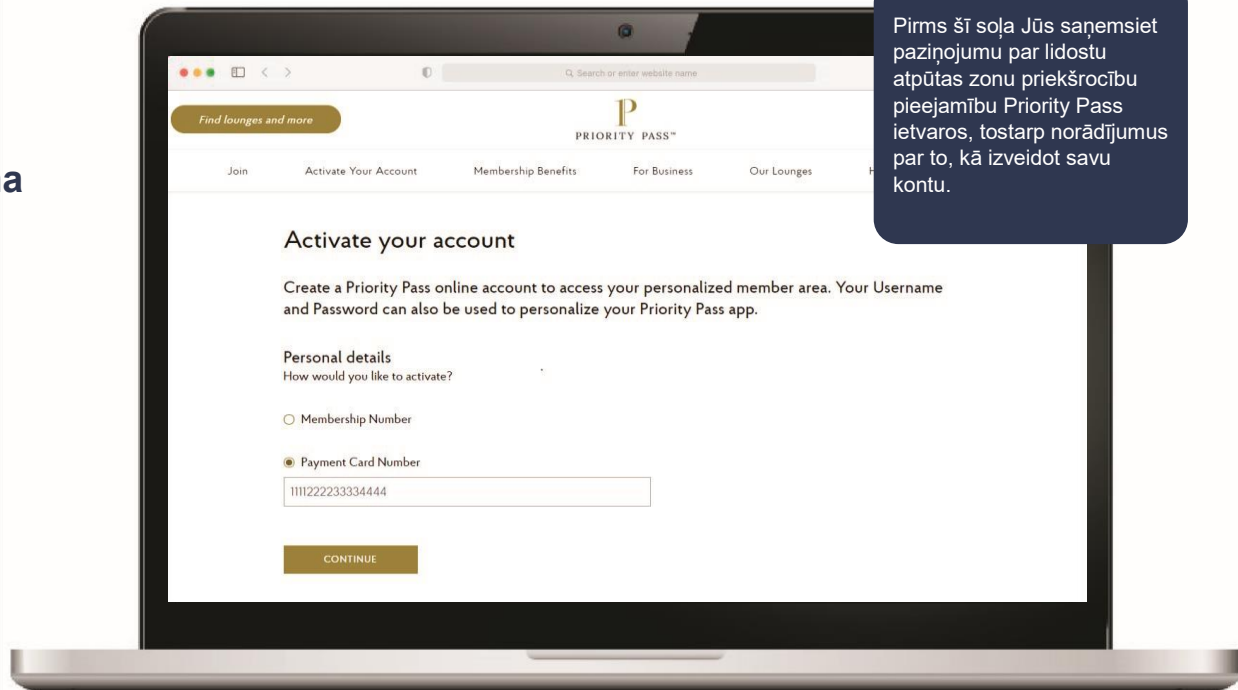 Pirms šī soļa Jūs saņemsiet
paziņojumu par lidostu
atpūtas zonu priekšrocību
pieejamību Priority Pass
ietvaros, tostarp norādījumus
par to, kā izveidot savu
kontu.
Search or enter website name
Find lounges and more
PRIORITY PASS™
Join Activate Your Account Membership Benefits For Business Our Lounges
Activate your account
Create a Priority Pass online account to access your personalized member area. Your Username
and Password can also be used to personalize your Priority Pass app.
Personal details
How would you like to activate?
Membership Number
Payment Card Number
1111222233334444
CONTINUE